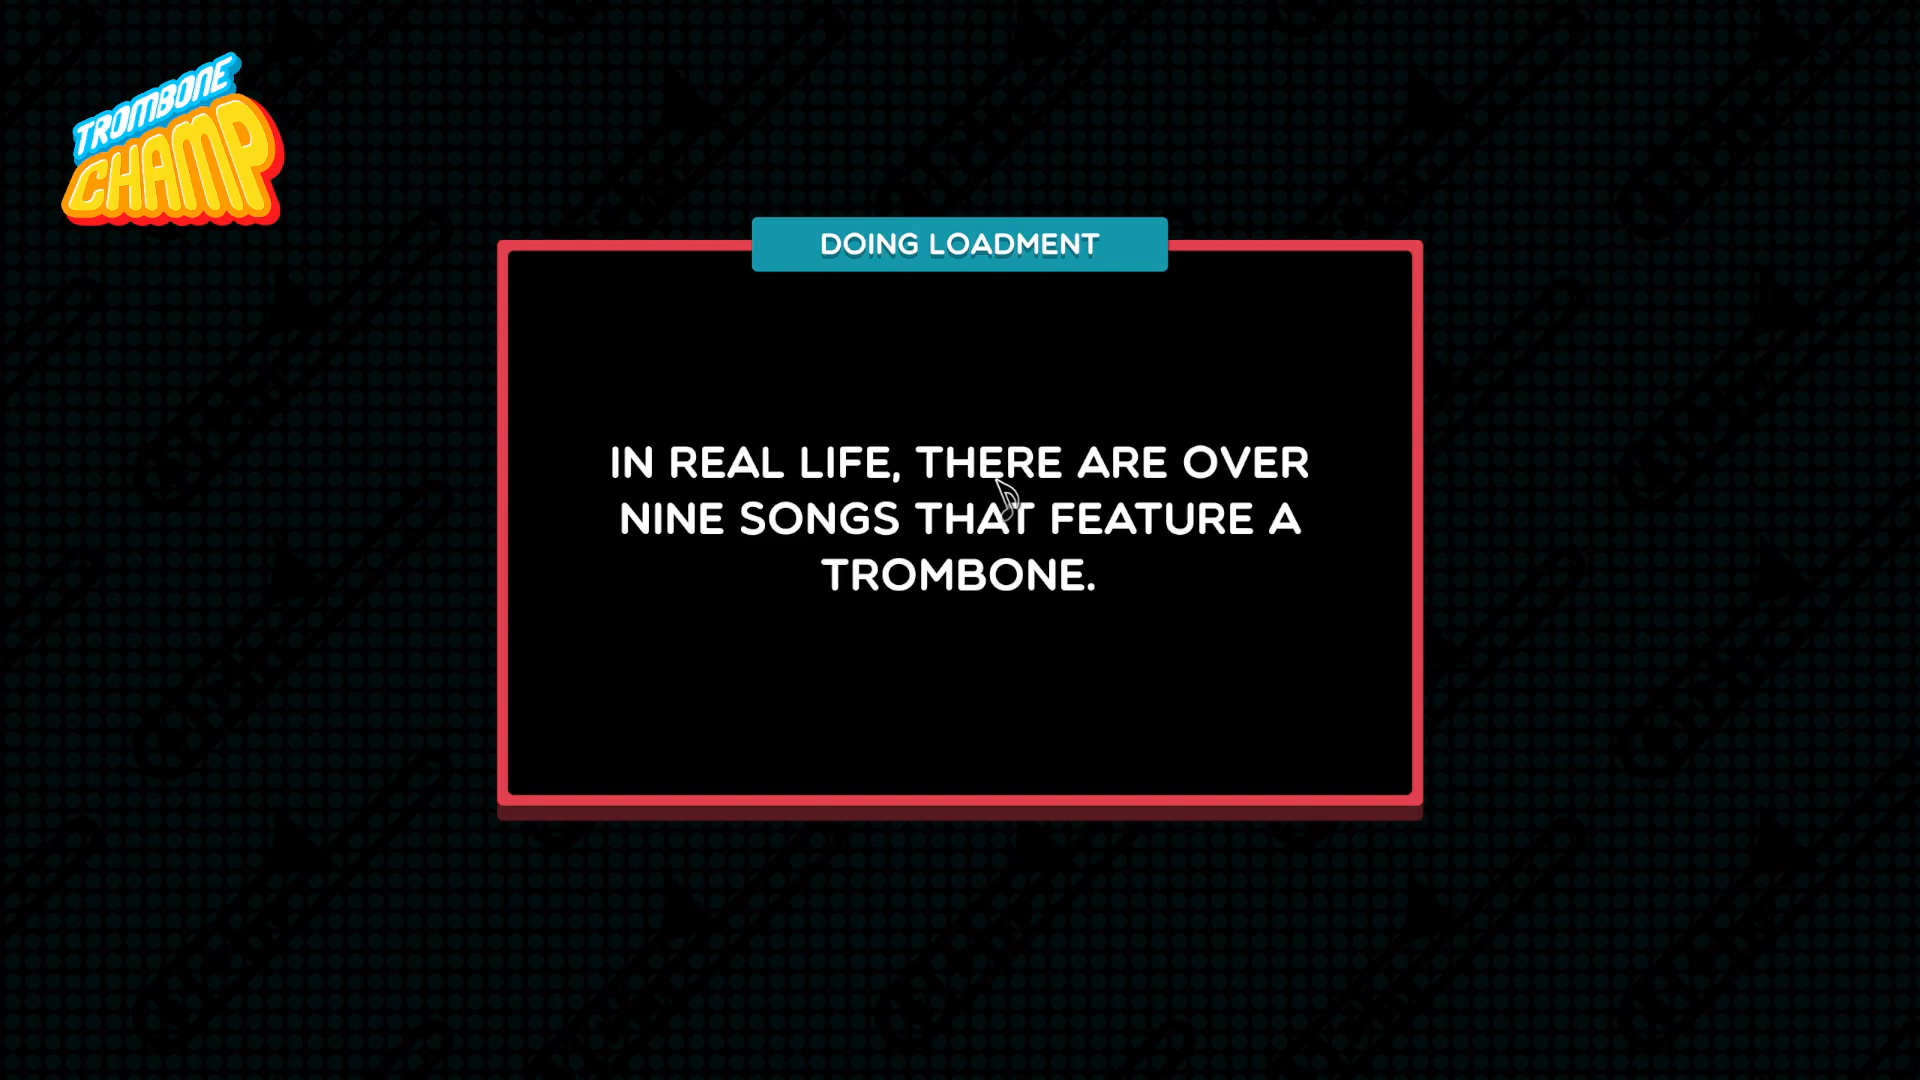 TROMBONE
CHAMP
DOING LOADMENT
IN REAL LIFE, THERE ARE OVER
NINE SONGS THAT FEATURE A
TROMBONE.